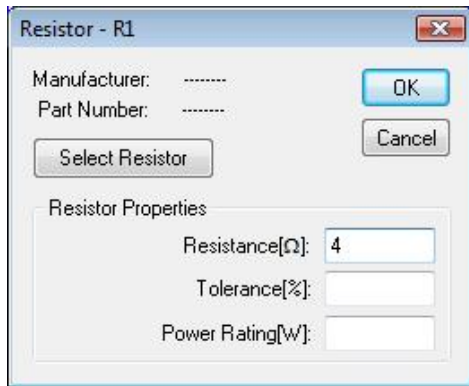 Resistor - R1
Manufacturer: --------
Part Number: --------
OK
Cancel
Select Resistor
Resistor Properties
Resistance[Ω]: 4
Tolerance[%]:
Power Rating[W]: